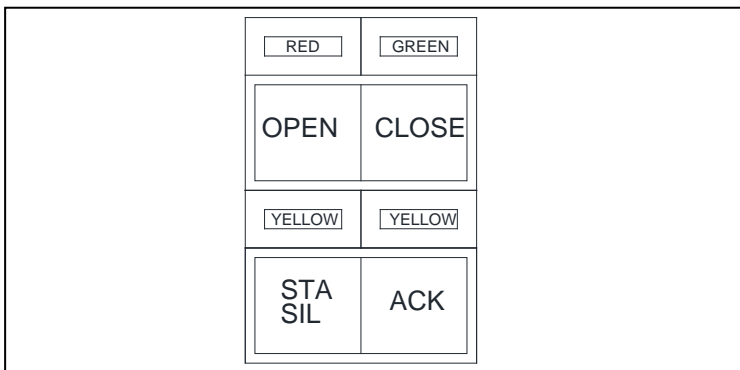 RED GREEN
OPEN CLOSE
YELLOW YELLOW
STA
SIL
ACK